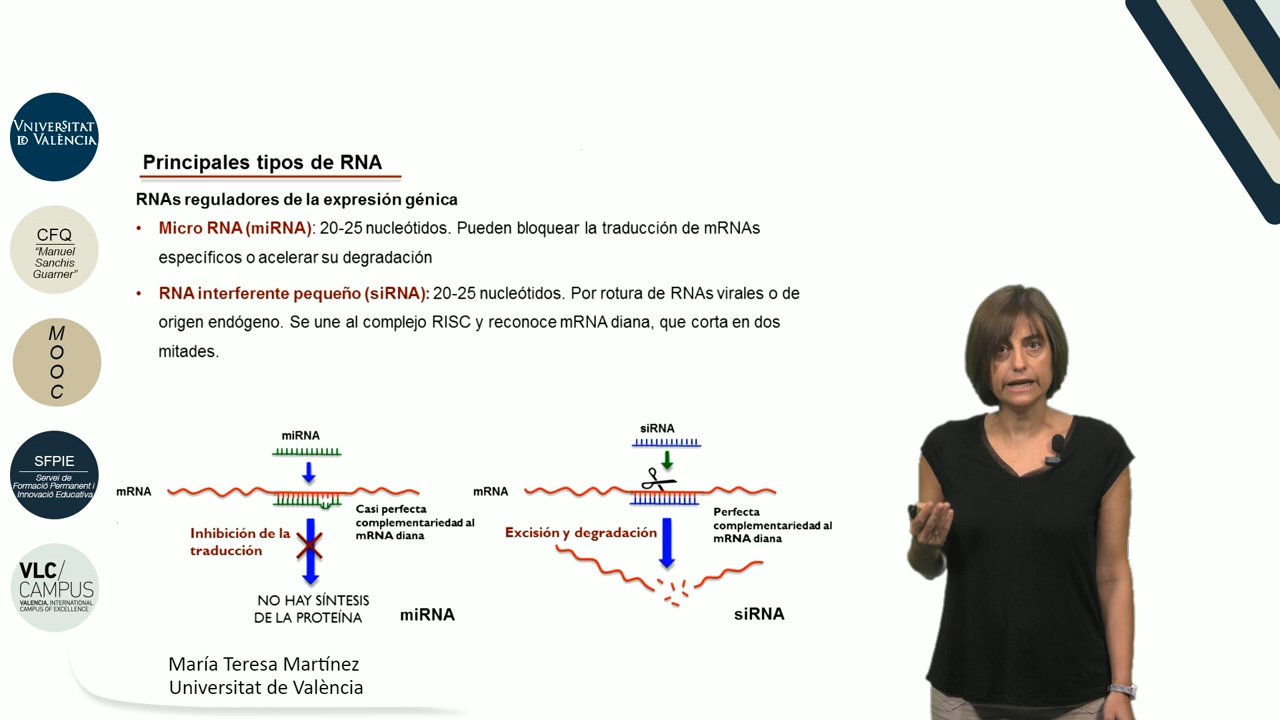 VNIVERSITAT
ID VALÈNCIA
CFQ
"Manuel
Sanchis
Guarner"
M
O
O
C
SFPIE
Servei de
Formació Permanent i
Innovació Educativa
VLC/
CAMPUS
VALENCIA, INTERNATIONAL
CAMPUS OF EXCELLENCE
Principales tipos de RNA
RNAs reguladores de la expresión génica
• Micro RNA (miRNA): 20-25 nucleótidos. Pueden bloquear la traducción de mRNAs
específicos o acelerar su degradación
• RNA interferente pequeño (siRNA): 20-25 nucleótidos. Por rotura de RNAs virales o de
origen endógeno. Se une al complejo RISC y reconoce mRNA diana, que corta en dos
mitades.
miRNA
mRNA
Casi perfecta
complementariedad al
mRNA diana
Inhibición de la
traducción
NO HAY SÍNTESIS
DE LA PROTEÍNA
miRNA
siRNA
mRNA
Perfecta
complementariedad al
mRNA diana
Excisión y degradación
siRNA
María Teresa Martínez
Universitat de València